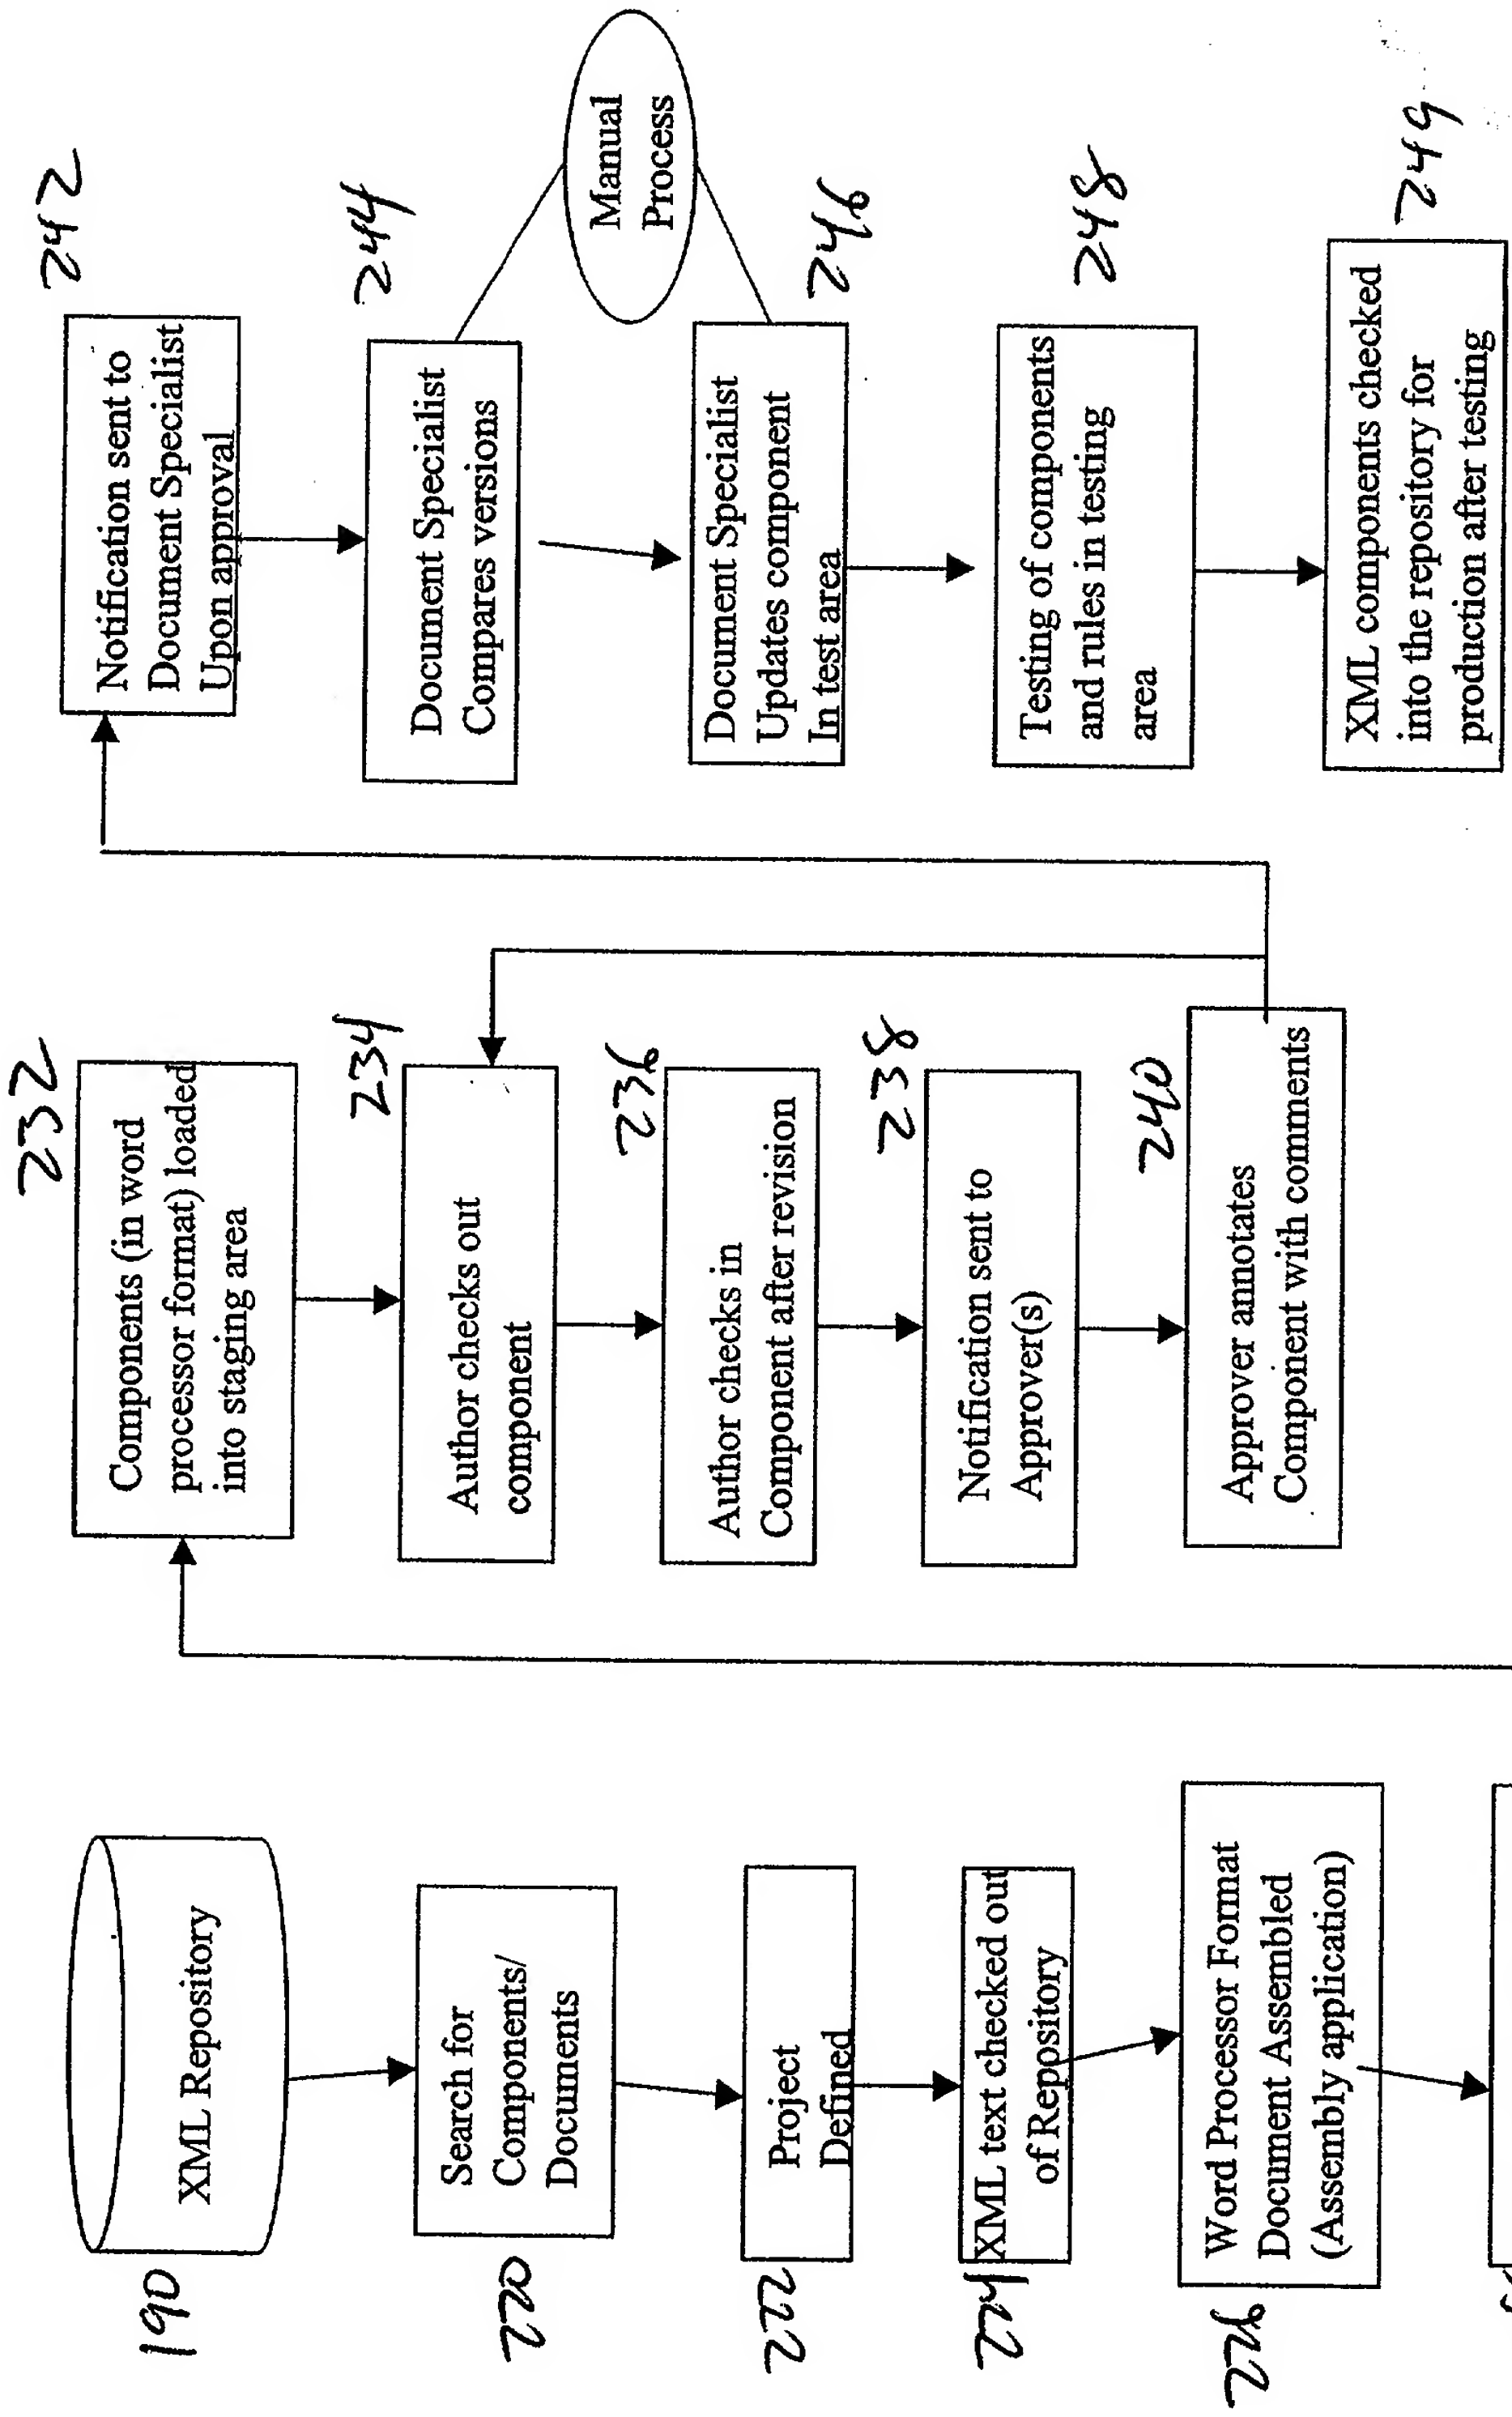 190
XML Repository
220
Search for
Components/
Documents
222
Project
Defined
224
XML text checked out
of Repository
226
Word Processor Format
Document Assembled
(Assembly application)
232
Components (in word
processor format) loaded
into staging area
234
Author checks out
component
236
Author checks in
Component after revision
238
Notification sent to
Approver(s)
240
Approver annotates
Component with comments
242
Notification sent to
Document Specialist
Upon approval
244
Document Specialist
Compares versions
Manual
Process
246
Document Specialist
Updates component
In test area
248
Testing of components
and rules in testing
area
249
XML components checked
into the repository for
production after testing